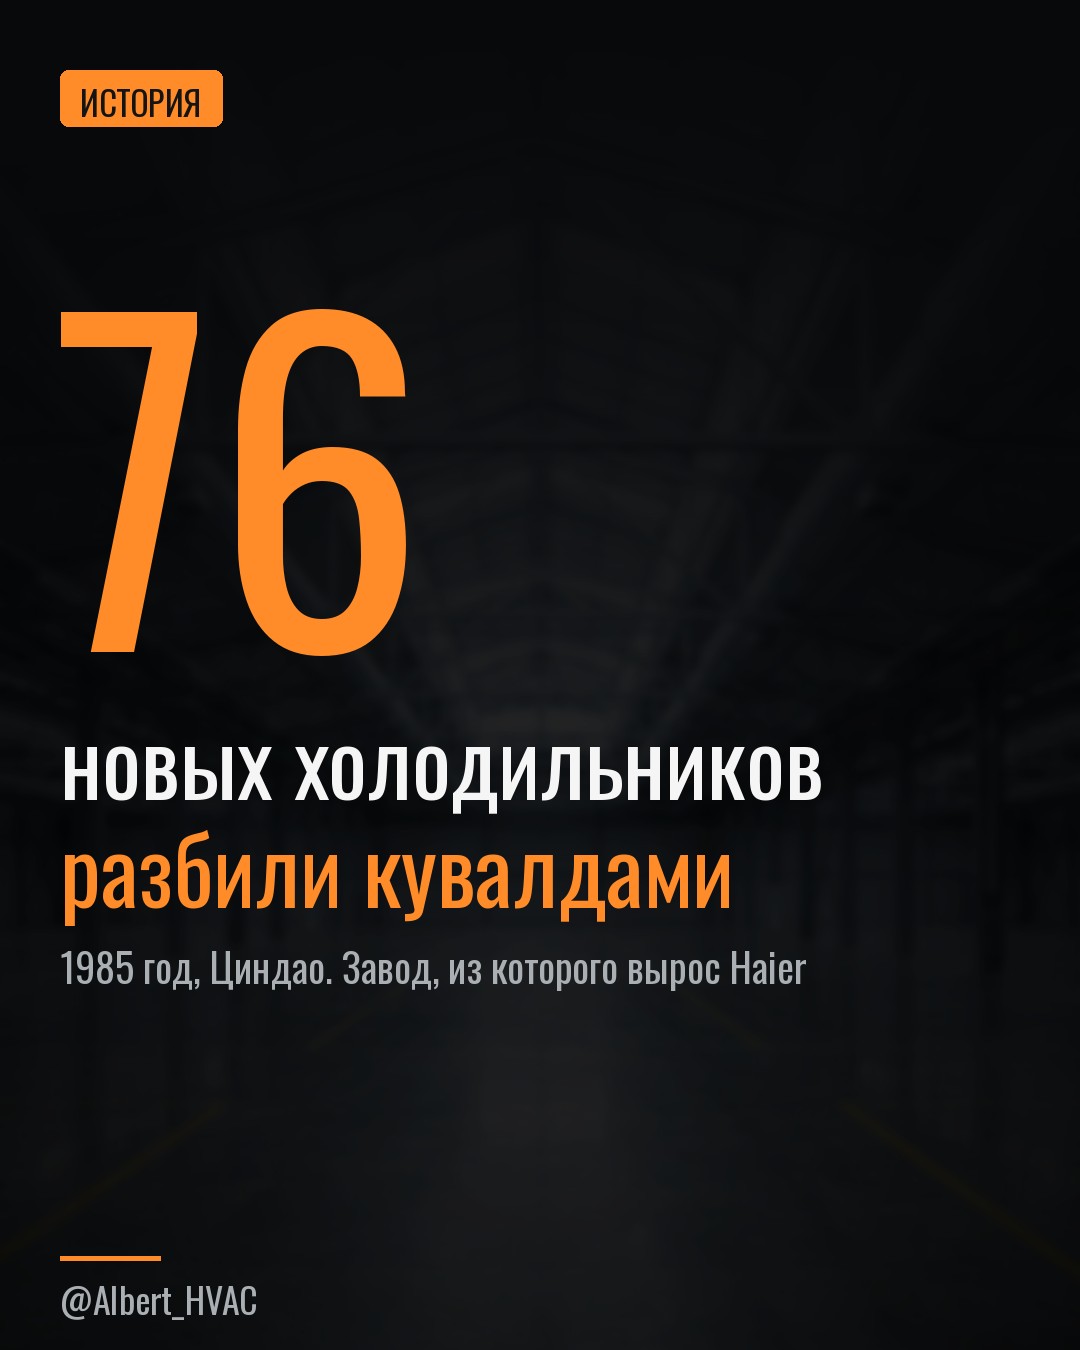 ИСТОРИЯ
76
НОВЫХ ХОЛОДИЛЬНИКОВ
разбили кувалдами
1985 год, Циндао. Завод, из которого вырос Haier
@Albert_HVAC